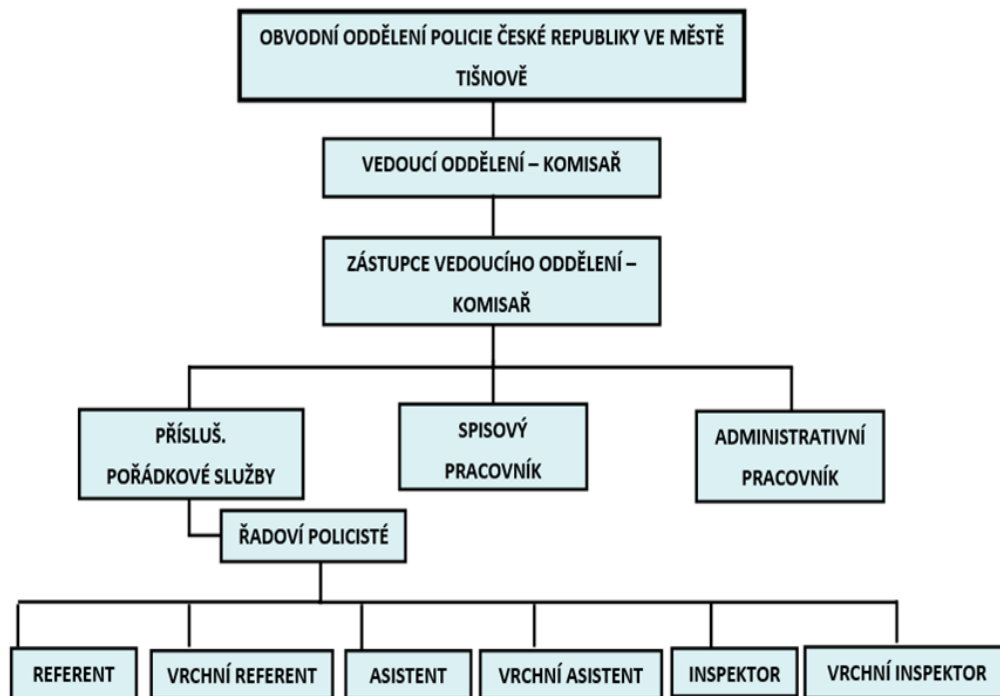 OBVODNÍ ODDĚLENÍ POLICIE ČESKÉ REPUBLIKY VE MĚSTĚ
TIŠNOVĚ
VEDOUCÍ ODDĚLENÍ – KOMISAŘ
ZÁSTUPCE VEDOUCÍHO ODDĚLENÍ –
KOMISAŘ
PŘÍSLUŠ.
POŘÁDKOVÉ SLUŽBY
SPISOVÝ
PRACOVNÍK
ADMINISTRATIVNÍ
PRACOVNÍK
ŘADOVÍ POLICISTÉ
REFERENT
VRCHNÍ REFERENT
ASISTENT
VRCHNÍ ASISTENT
INSPEKTOR
VRCHNÍ INSPEKTOR